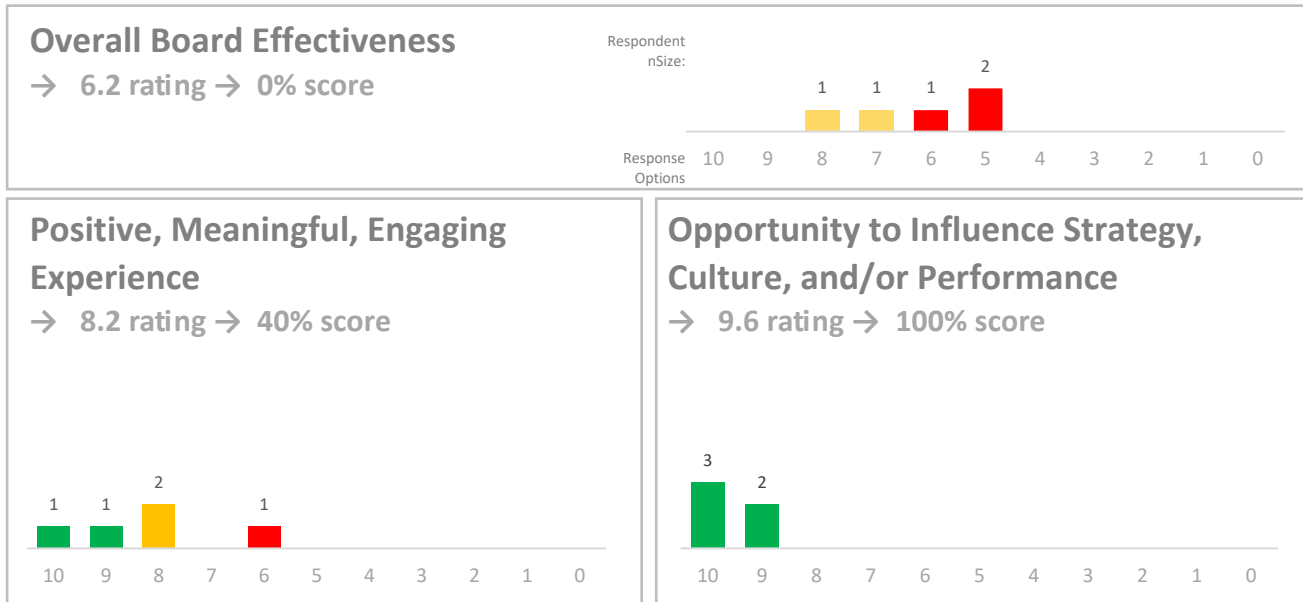 Overall Board Effectiveness
→ 6.2 rating → 0% score
Respondent
nSize:
1 1 1 2
Response
Options
10 9 8 7 6 5 4 3 2 1 0
Positive, Meaningful, Engaging
Experience
→ 8.2 rating → 40% score
1 1 2 1
10 9 8 7 6 5 4 3 2 1 0
Opportunity to Influence Strategy,
Culture, and/or Performance
→ 9.6 rating → 100% score
3 2
10 9 8 7 6 5 4 3 2 1 0